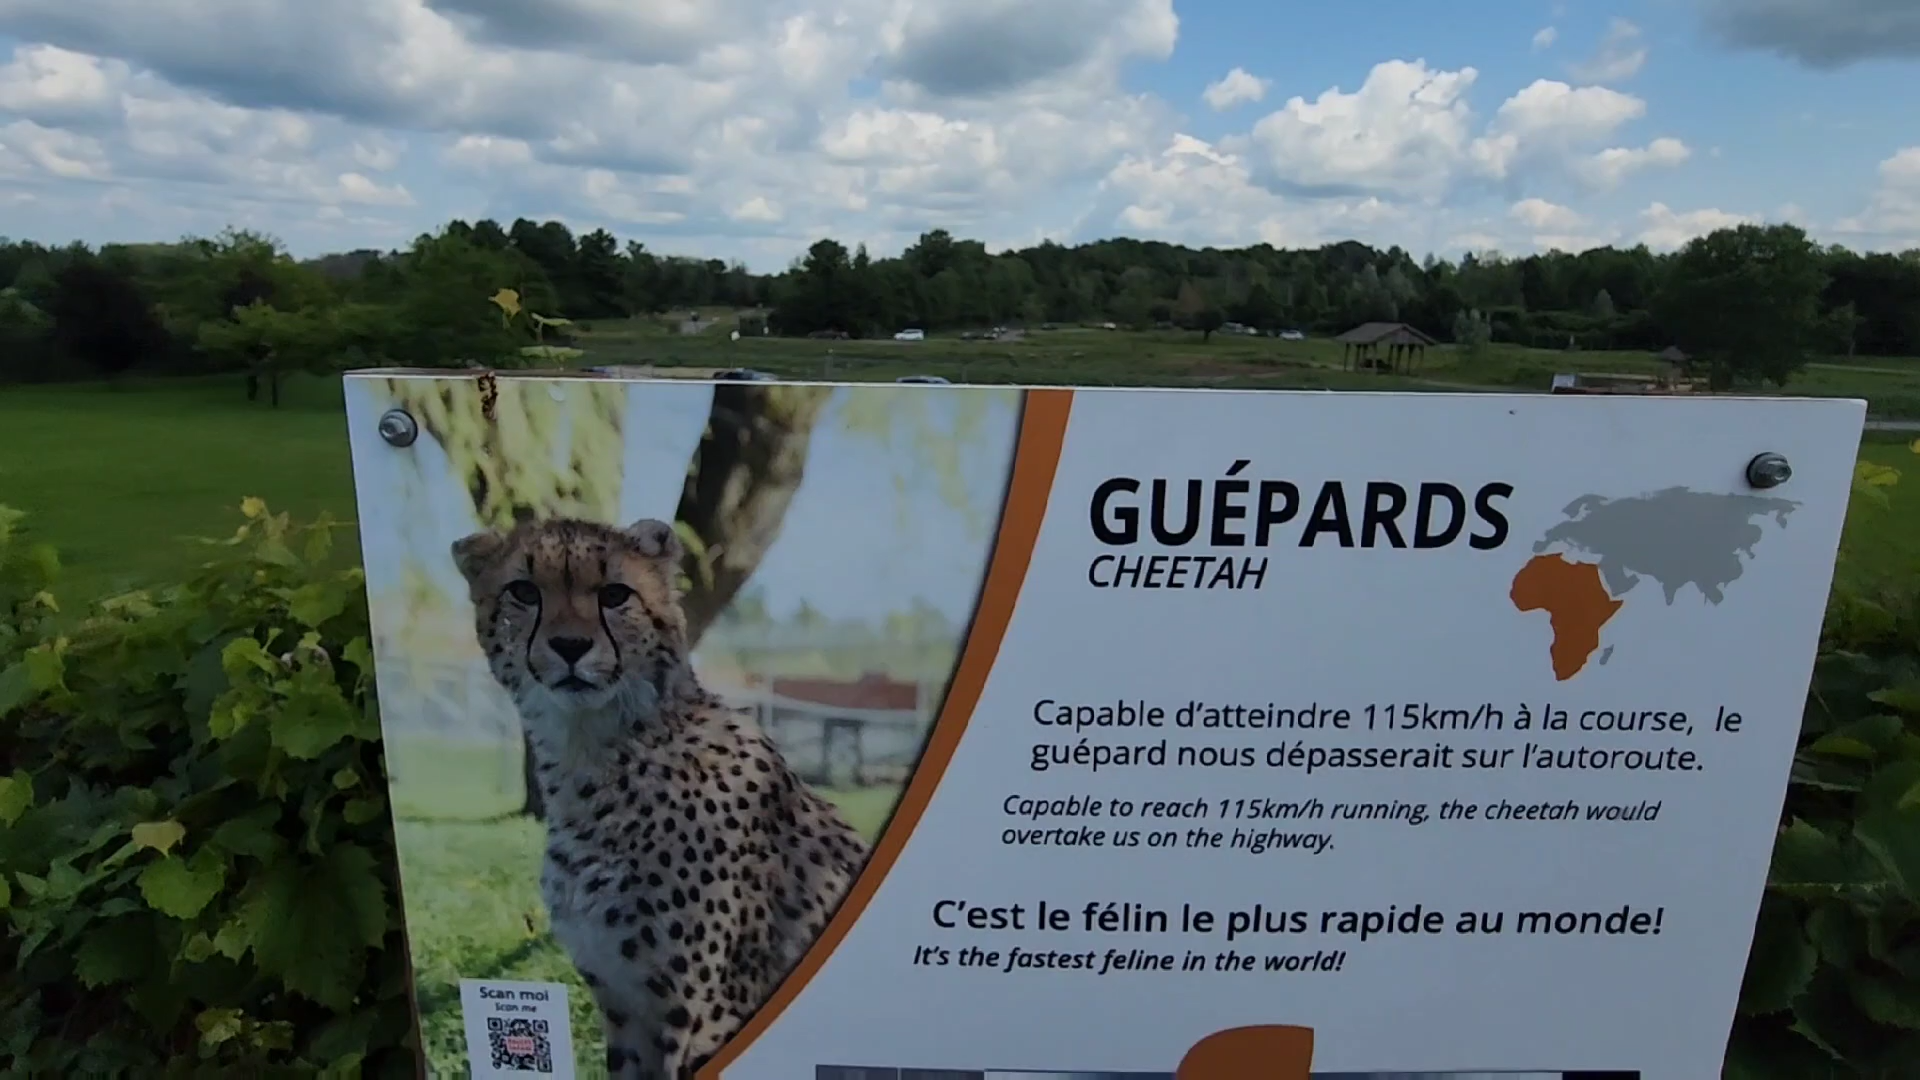 GUÉPARDS
CHEETAH
Capable d'atteindre 115km/h à la course, le
guépard nous dépasserait sur l'autoroute.
Capable to reach 115km/h running, the cheetah would
overtake us on the highway.
C'est le félin le plus rapide au monde!
It's the fastest feline in the world!
Scan moi
Scan me